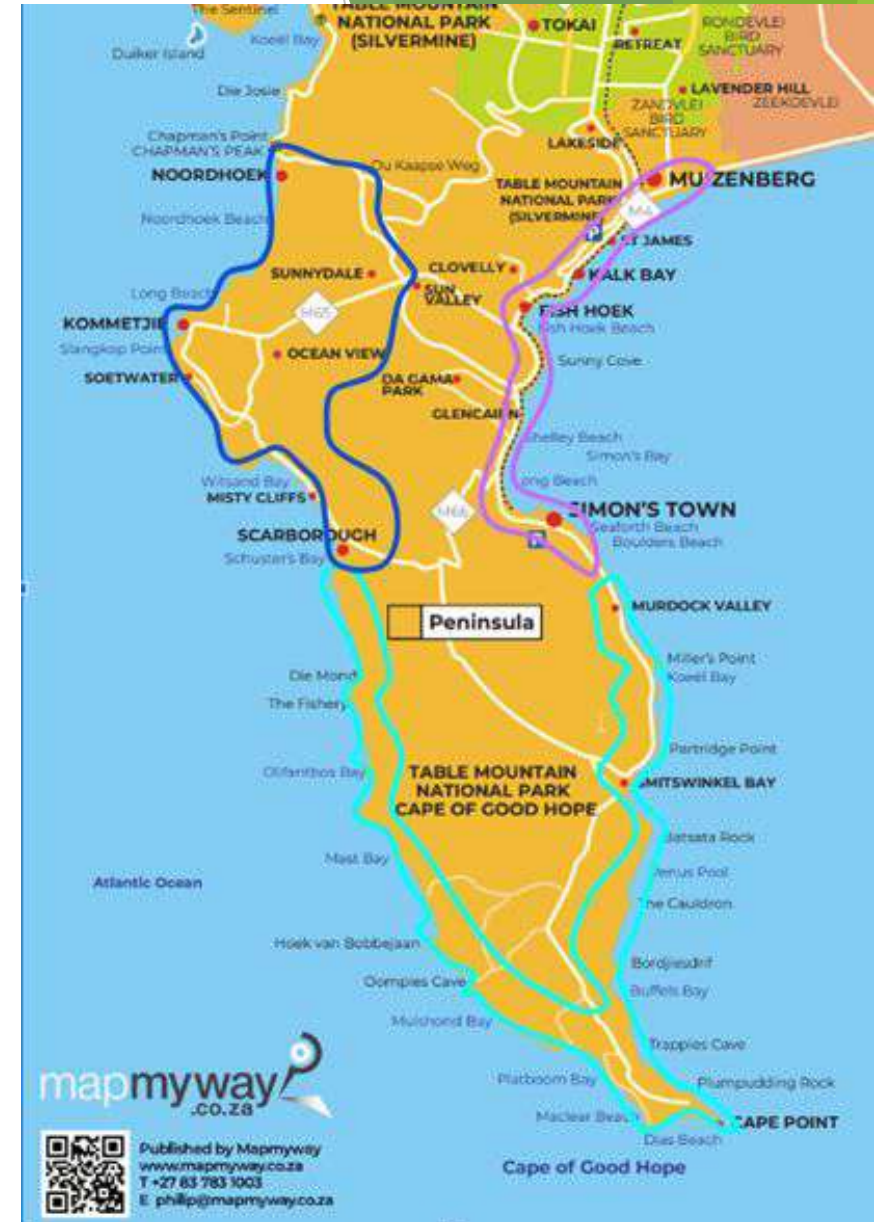 The Sentinel
TABLE MOUNTAIN
NATIONAL PARK
(SILVERMINE)
TOKAI
RETREAT
RONDEVLEI
BIRD
SANCTUARY
Duiker Island
Koeël Bay
Die Josie
LAVENDER HILL
ZEEKOEVLEI
ZANDVLEI
BIRD
SANCTUARY
LAKESIDE
Chapman's Point
CHAPMAN'S PEAK
Ou Kaapse Weg
NOORDHOEK
TABLE MOUNTAIN
NATIONAL PARK
(SILVERMINE)
MUIZENBERG
M4
Noordhoek Beach
ST JAMES
SUNNYDALE
CLOVELLY
KALK BAY
SUN
VALLEY
Long Beach
M65
FISH HOEK
Fish Hoek Beach
KOMMETJIE
Slangkop Point
OCEAN VIEW
Sunny Cove
SOETWATER
DA GAMA
PARK
GLENCAIRN
Shelley Beach
Simon's Bay
Witsand Bay
Long Beach
MISTY CLIFFS
M66
SIMON'S TOWN
Seaforth Beach
Boulders Beach
SCARBOROUGH
Schuster's Bay
MURDOCK VALLEY
Peninsula
Miller's Point
Koeël Bay
Die Mond
The Fishery
Partridge Point
Olifantbos Bay
TABLE MOUNTAIN
NATIONAL PARK
CAPE OF GOOD HOPE
SMITSWINKEL BAY
Batsata Rock
Mast Bay
Venus Pool
Atlantic Ocean
The Cauldron
Hoek van Bobbejaan
Bordjiesdrif
Oompies Cave
Buffels Bay
Muishond Bay
Trappies Cave
Platboom Bay
Plumpudding Rock
Maclear Beach
CAPE POINT
Dias Beach
Cape of Good Hope
mapmyway
.co.za
Published by Mapmyway
www.mapmyway.co.za
T +27 83 783 1003
E philip@mapmyway.co.za